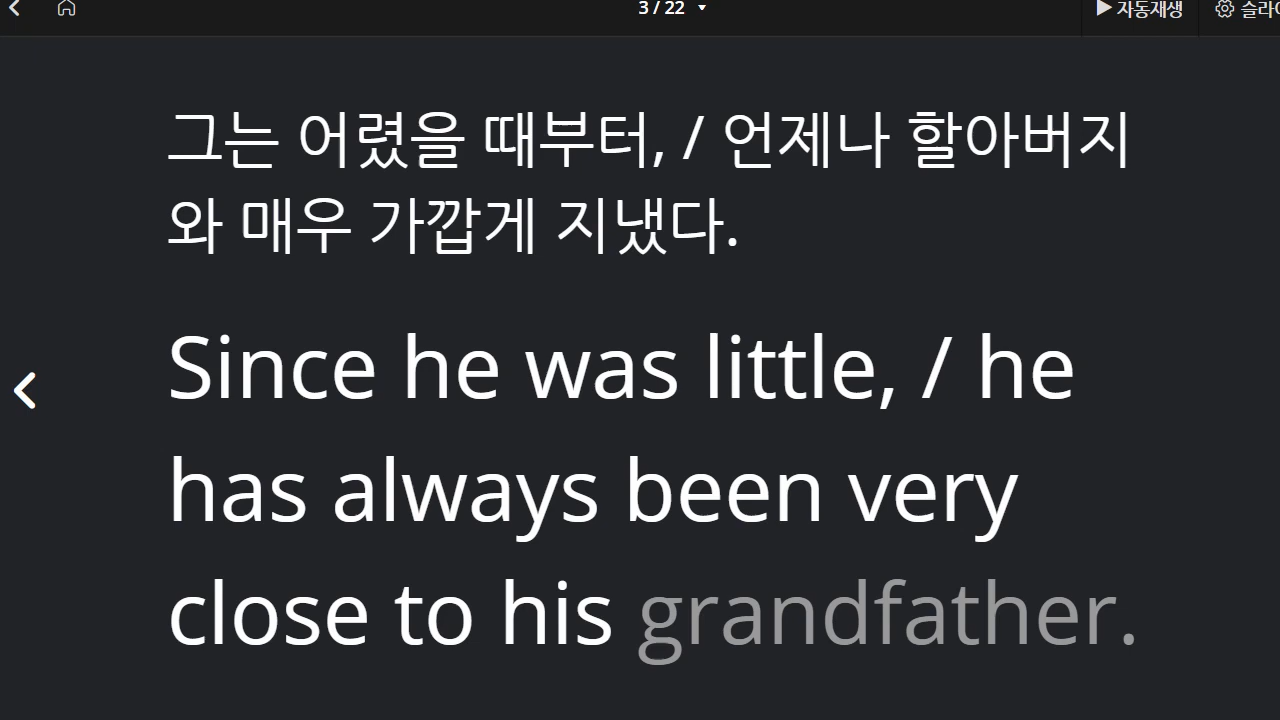 3 / 22
자동재생
그는 어렸을 때부터, / 언제나 할아버지
와 매우 가깝게 지냈다.
Since he was little, / he
has always been very
close to his grandfather.